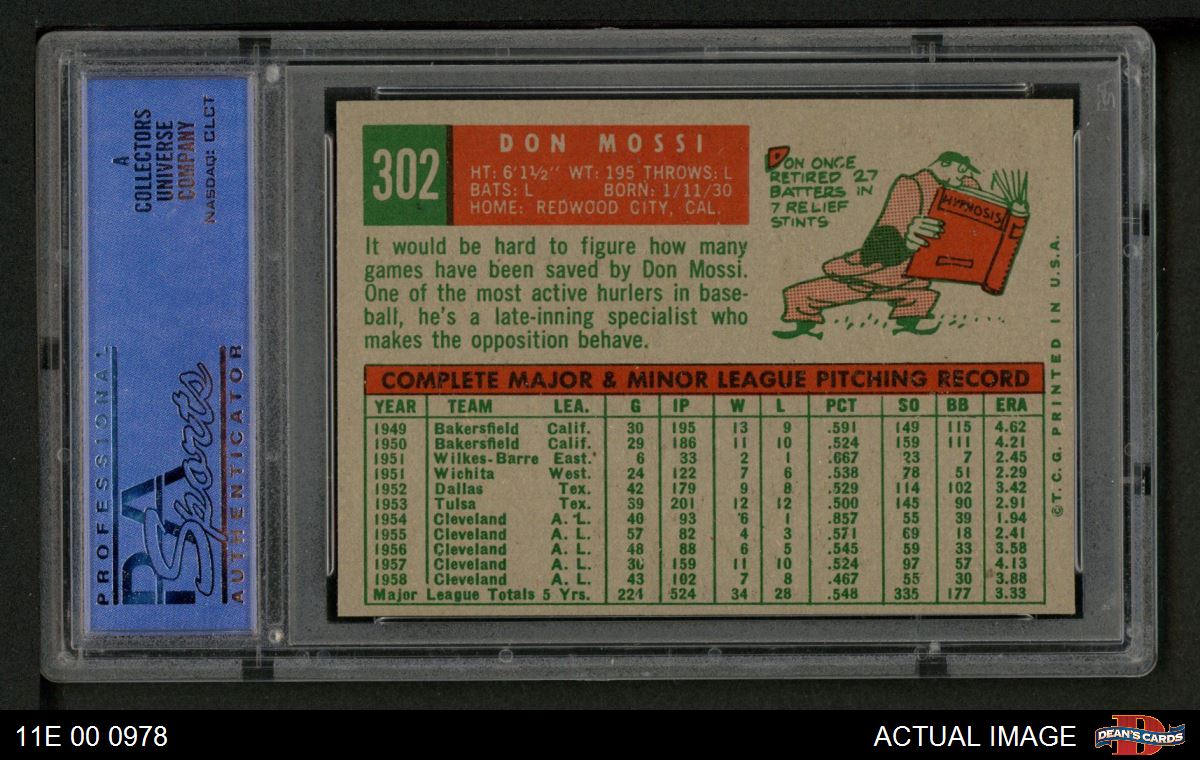 A
COLLECTORS
UNIVERSE
COMPANY
NASDAQ: CLCT
PROFESSIONAL
PSA
Sports
AUTHENTICATOR
302
DON MOSSI
HT: 6'1½" WT: 195 THROWS: L
BATS: L BORN: 1/11/30
HOME: REDWOOD CITY, CAL.
It would be hard to figure how many
games have been saved by Don Mossi.
One of the most active hurlers in base-
ball, he's a late-inning specialist who
makes the opposition behave.
DON ONCE
RETIRED 27
BATTERS IN
7 RELIEF
STINTS
HYPNOSIS
COMPLETE MAJOR & MINOR LEAGUE PITCHING RECORD
YEAR TEAM LEA. G IP W L PCT SO BB ERA
1949 Bakersfield Calif. 30 195 13 9 .591 149 115 4.62
1950 Bakersfield Calif. 29 186 11 10 .524 159 111 4.21
1951 Wilkes-Barre East. 6 33 2 1 .667 23 7 2.45
1951 Wichita West. 24 122 7 6 .538 78 51 2.29
1952 Dallas Tex. 42 179 9 8 .529 114 102 3.42
1953 Tulsa Tex. 39 201 12 12 .500 145 90 2.91
1954 Cleveland A. L. 40 93 6 1 .857 55 39 1.94
1955 Cleveland A. L. 57 82 4 3 .571 69 18 2.41
1956 Cleveland A. L. 48 88 6 5 .545 59 33 3.58
1957 Cleveland A. L. 36 159 11 10 .524 97 57 4.13
1958 Cleveland A. L. 43 102 7 8 .467 55 30 3.88
Major League Totals 5 Yrs. 224 524 34 28 .548 335 177 3.33
©T. C. G. PRINTED IN U.S.A.
11E 00 0978
ACTUAL IMAGE
D
DEAN'S CARDS